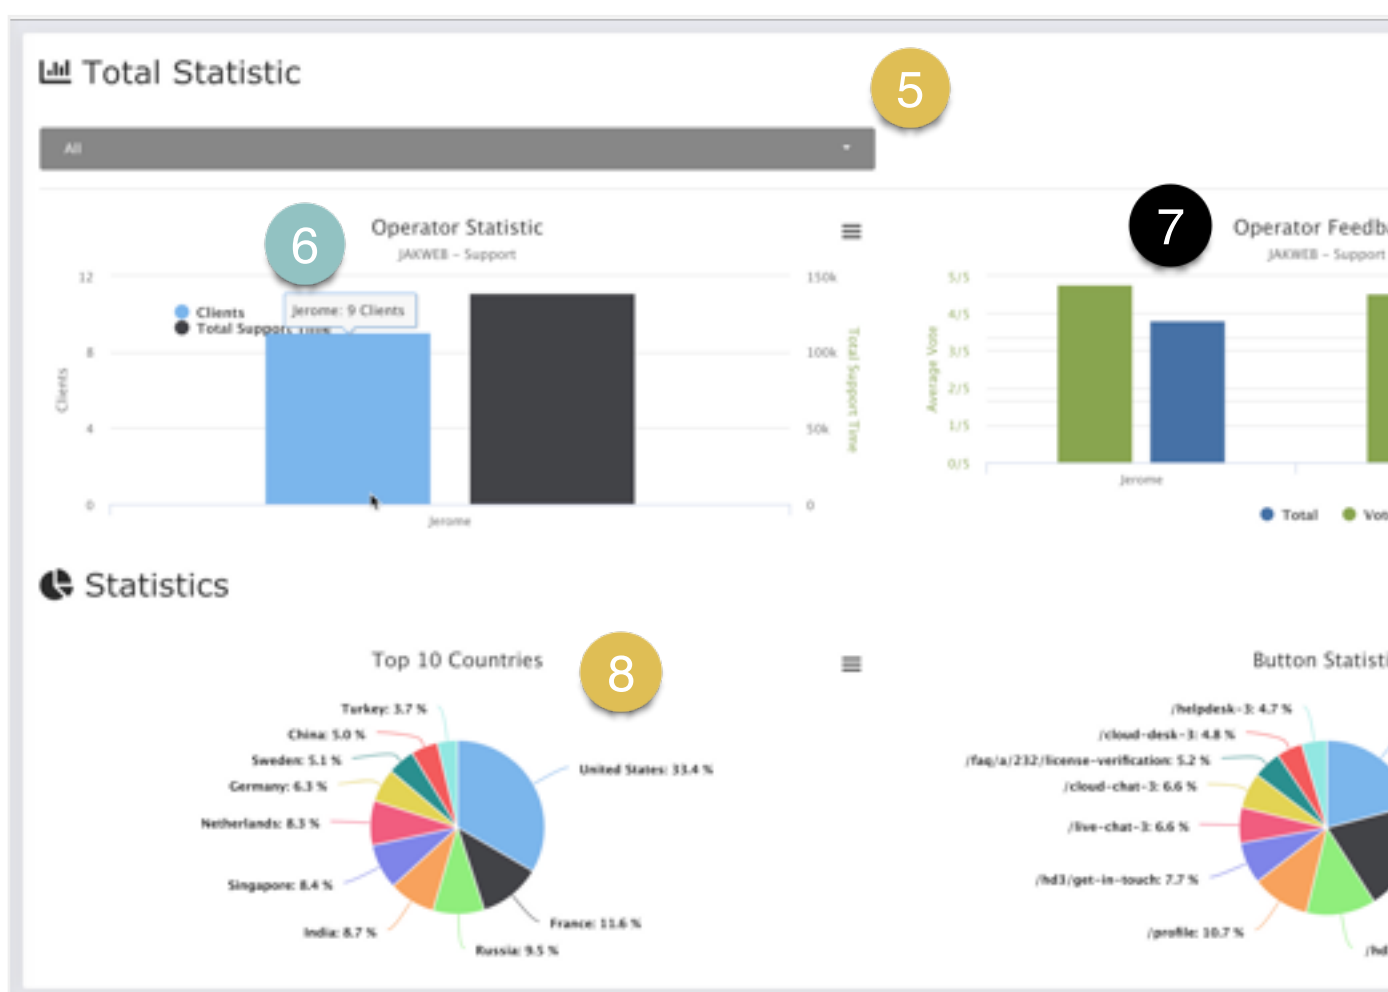 Total Statistic
5
All
6
Operator Statistic
JAKWEB - Support
12
8
4
0
Clients
Clients
Total Support Time
Jerome: 9 Clients
150k
100k
50k
0
Total Support Time
Jerome
7
Operator Feedba
JAKWEB - Support
5/5
4/5
3/5
2/5
1/5
0/5
Average Vote
Jerome
Total
Vot
Statistics
Top 10 Countries
8
Turkey: 3.7 %
China: 5.0 %
Sweden: 5.1 %
Germany: 6.3 %
Netherlands: 8.3 %
Singapore: 8.4 %
India: 8.7 %
United States: 33.4 %
France: 11.6 %
Russia: 9.5 %
Button Statisti
/helpdesk-3: 4.7 %
/cloud-desk-3: 4.8 %
/faq/a/232/license-verification: 5.2 %
/cloud-chat-3: 6.6 %
/live-chat-3: 6.6 %
/hd3/get-in-touch: 7.7 %
/profile: 10.7 %
/hd